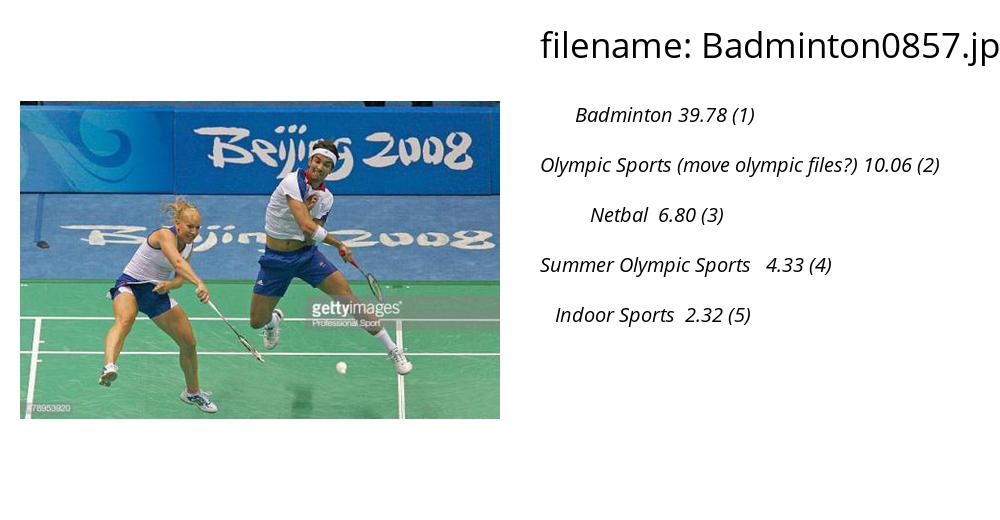 filename: Badminton0857.jp
Badminton 39.78 (1)
Olympic Sports (move olympic files?) 10.06 (2)
Netbal 6.80 (3)
Summer Olympic Sports 4.33 (4)
Indoor Sports 2.32 (5)
Beijing 2008
Beijing 2008
gettyimages
Professional Sport
78953920